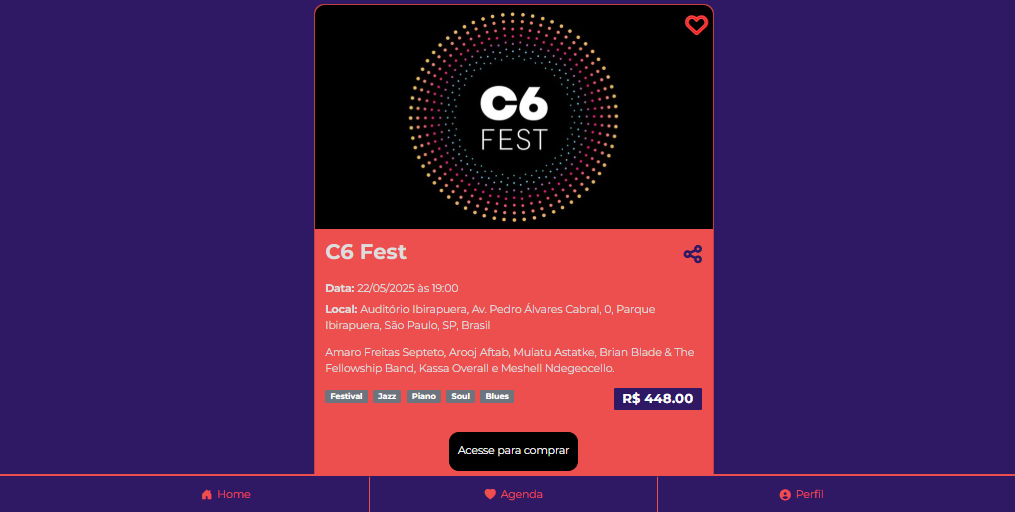 C6
FEST
C6 Fest
Data: 22/05/2025 às 19:00
Local: Auditório Ibirapuera, Av. Pedro Álvares Cabral, 0, Parque
Ibirapuera, São Paulo, SP, Brasil
Amaro Freitas Septeto, Arooj Aftab, Mulatu Astatke, Brian Blade & The
Fellowship Band, Kassa Overall e Meshell Ndegeocello.
Festival Jazz Piano Soul Blues R$ 448.00
Acesse para comprar
Home Agenda Perfil